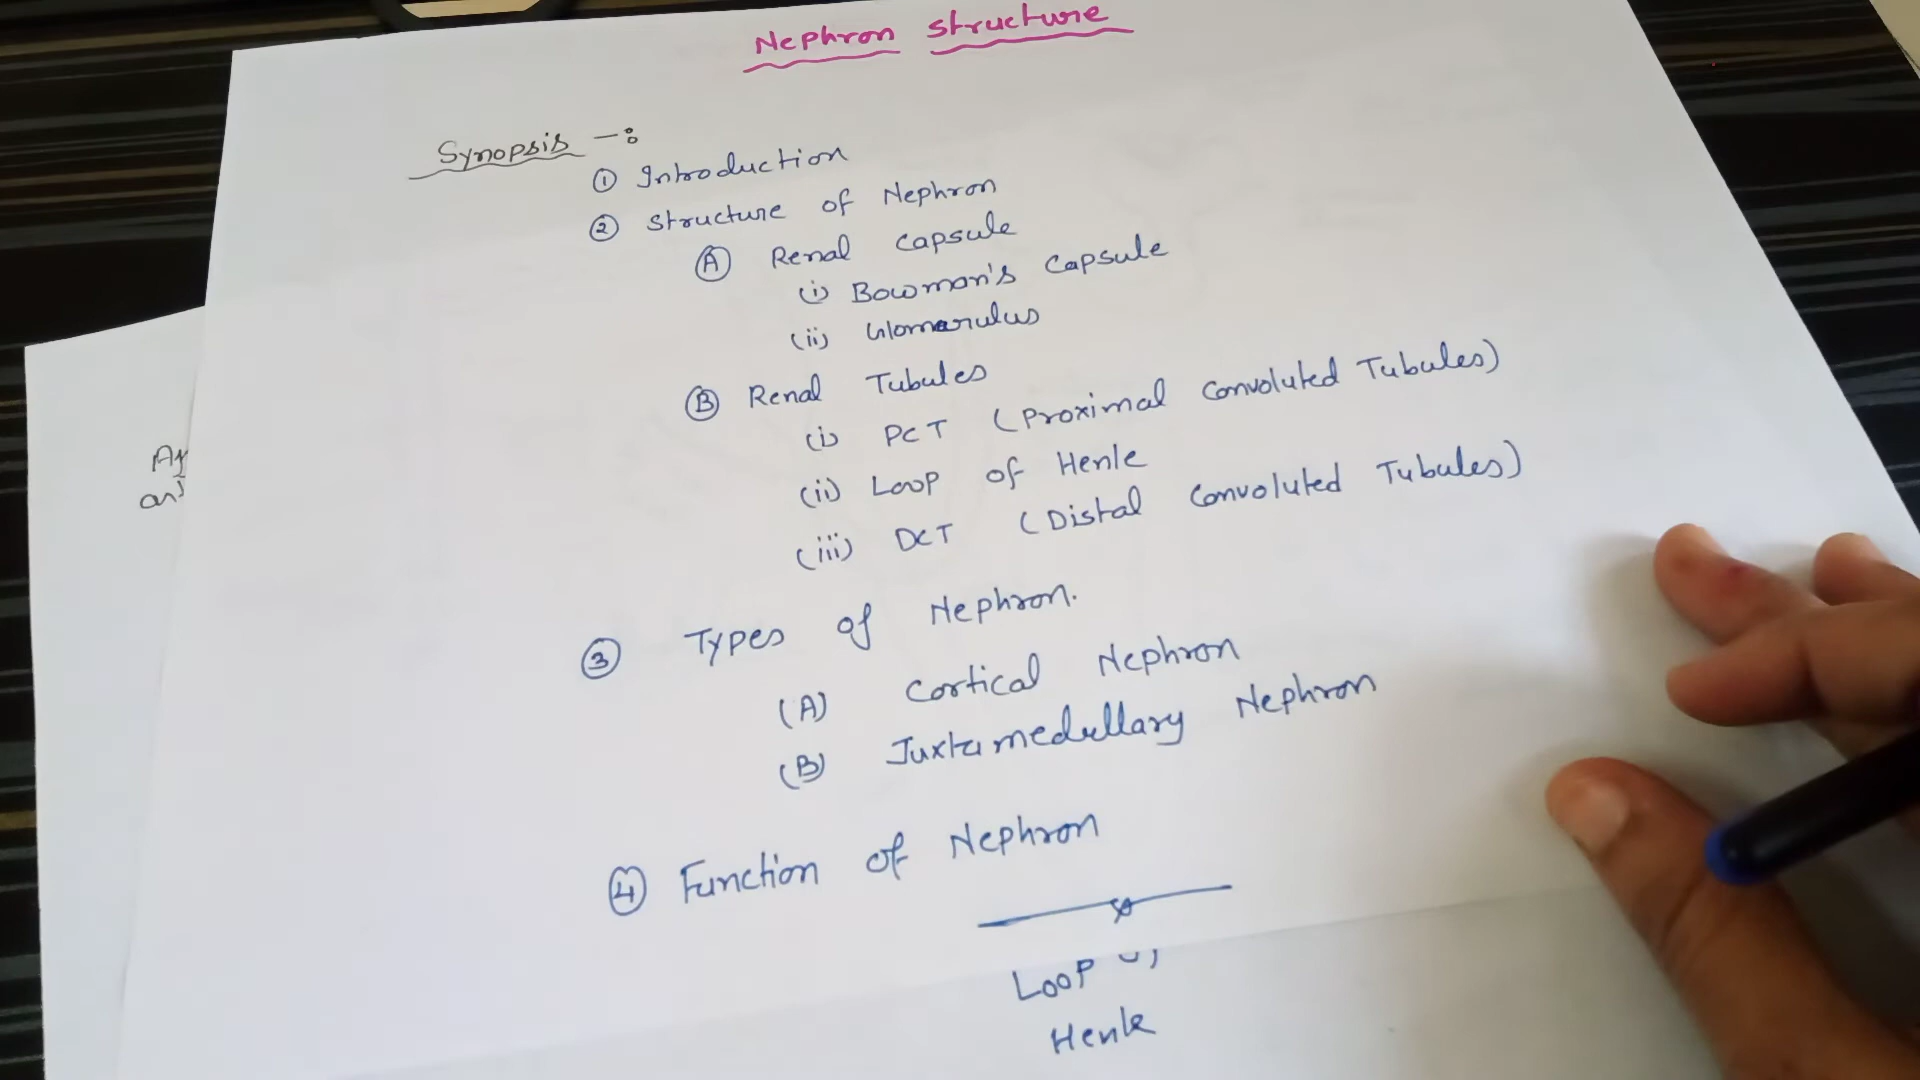 Nephron Structure
Synopsis -:
① Introduction
② Structure of Nephron
Ⓐ Renal Capsule
(i) Bowman's Capsule
(ii) Glomarulus
Ⓑ Renal Tubules
(i) PCT (Proximal Convoluted Tubules)
(ii) Loop of Henle
(iii) DCT (Distal Convoluted Tubules)
③ Types of Nephron.
(A) Cortical Nephron
(B) Juxtamedullary Nephron
④ Function of Nephron
Loop
Henle